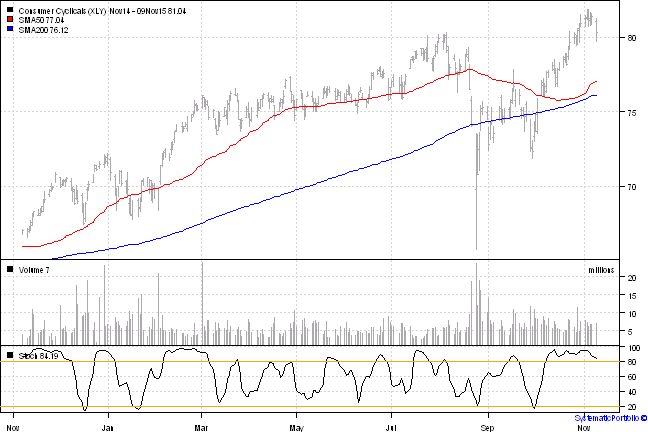 Consumer Cyclicals (XLY) Nov14 - 09Nov15 81.04
SMA50 77.04
SMA200 76.12
80
75
70
Volume 7
millions
20
15
10
5
Stoch 84.19
100
80
60
40
20
Nov Jan Mar May Jul Sep Nov
SystematicPortfolio ©